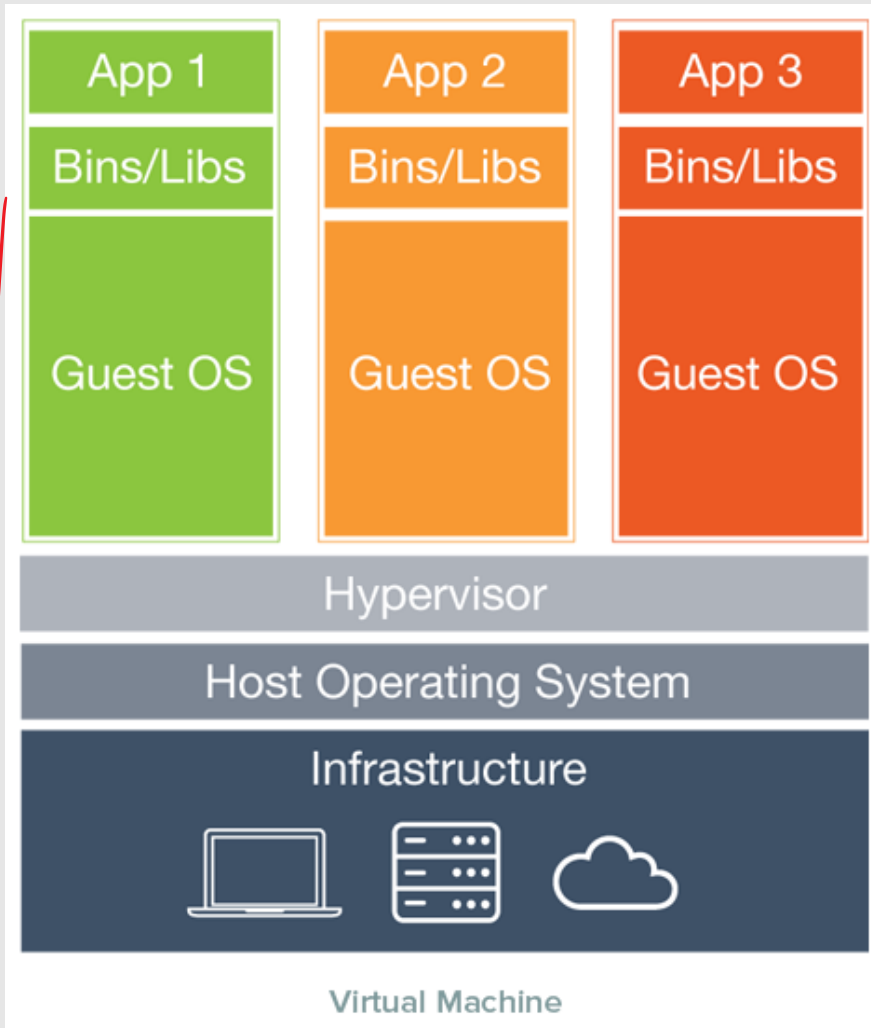 App 1
App 2
App 3
Bins/Libs
Bins/Libs
Bins/Libs
Guest OS
Guest OS
Guest OS
Hypervisor
Host Operating System
Infrastructure
Virtual Machine